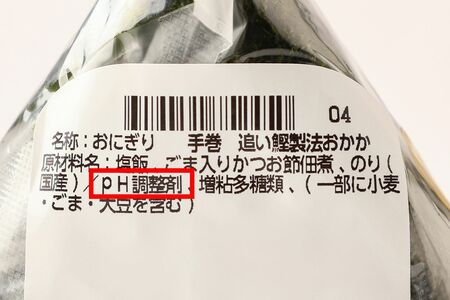 04
名称：おにぎり　手巻　追い鰹製法おかか
原材料名：塩飯、ごま入りかつお節佃煮、のり（
国産）／ｐＨ調整剤、増粘多糖類、（一部に小麦
・ごま・大豆を含む）